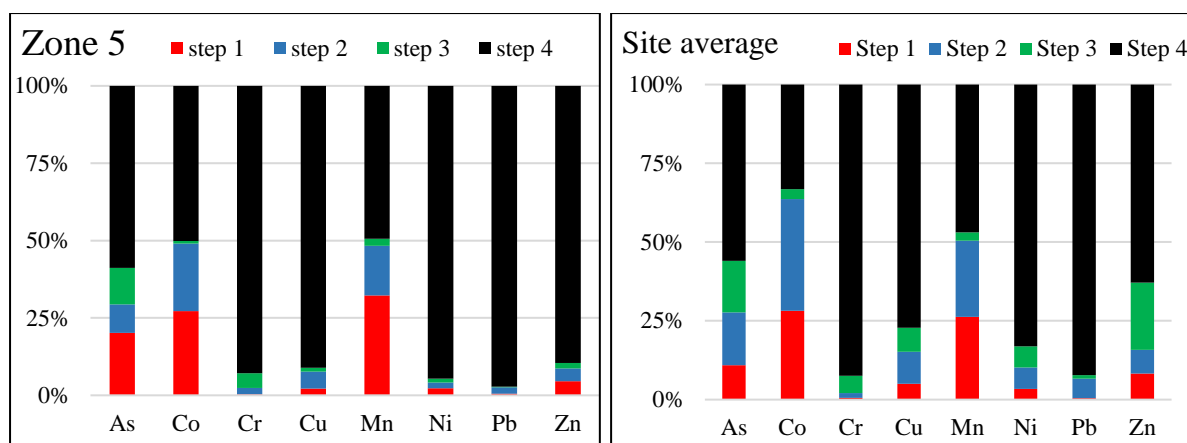 Zone 5 step 1 step 2 step 3 step 4
100%
75%
50%
25%
0%
As Co Cr Cu Mn Ni Pb Zn
Site average Step 1 Step 2 Step 3 Step 4
100%
75%
50%
25%
0%
As Co Cr Cu Mn Ni Pb Zn